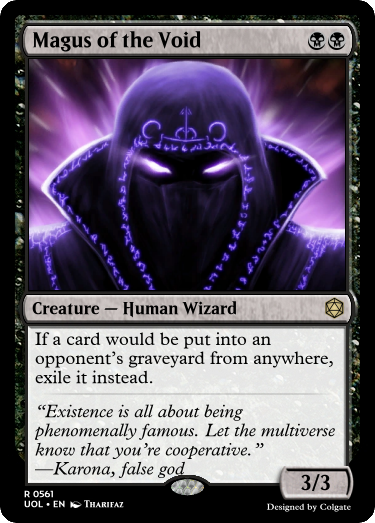 Magus of the Void
Creature — Human Wizard
If a card would be put into an
opponent's graveyard from anywhere,
exile it instead.
“Existence is all about being
phenomenally famous. Let the multiverse
know that you're cooperative.”
—Karona, false god
3/3
R 0561
UOL • EN Tharifaz
Designed by Colgate